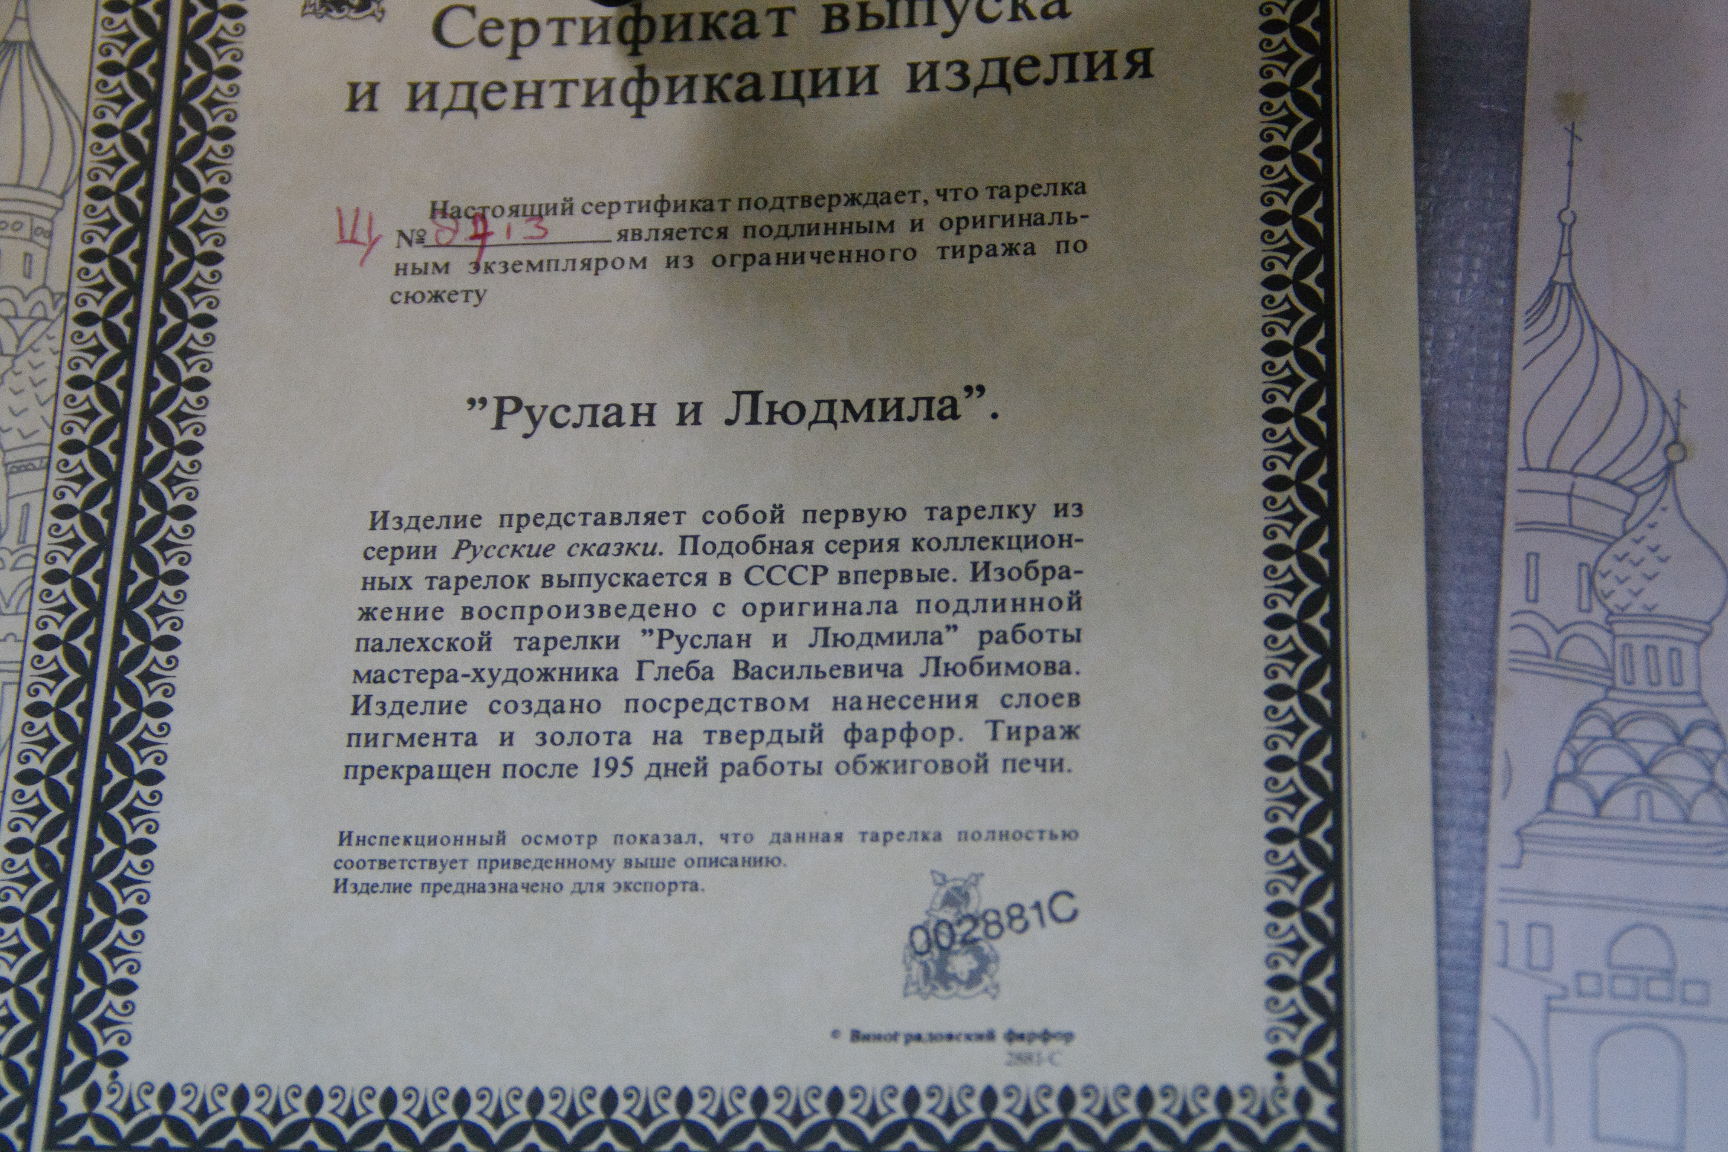 Сертификат выпуска
и идентификации изделия
Настоящий сертификат подтверждает, что тарелка
Щ № 8713 является подлинным и оригиналь-
ным экземпляром из ограниченного тиража по
сюжету
”Руслан и Людмила”.
Изделие представляет собой первую тарелку из
серии Русские сказки. Подобная серия коллекцион-
ных тарелок выпускается в СССР впервые. Изобра-
жение воспроизведено с оригинала подлинной
палехской тарелки ”Руслан и Людмила” работы
мастера-художника Глеба Васильевича Любимова.
Изделие создано посредством нанесения слоев
пигмента и золота на твердый фарфор. Тираж
прекращен после 195 дней работы обжиговой печи.
Инспекционный осмотр показал, что данная тарелка полностью
соответствует приведенному выше описанию.
Изделие предназначено для экспорта.
002881С
© Виноградовский фарфор
2881-С